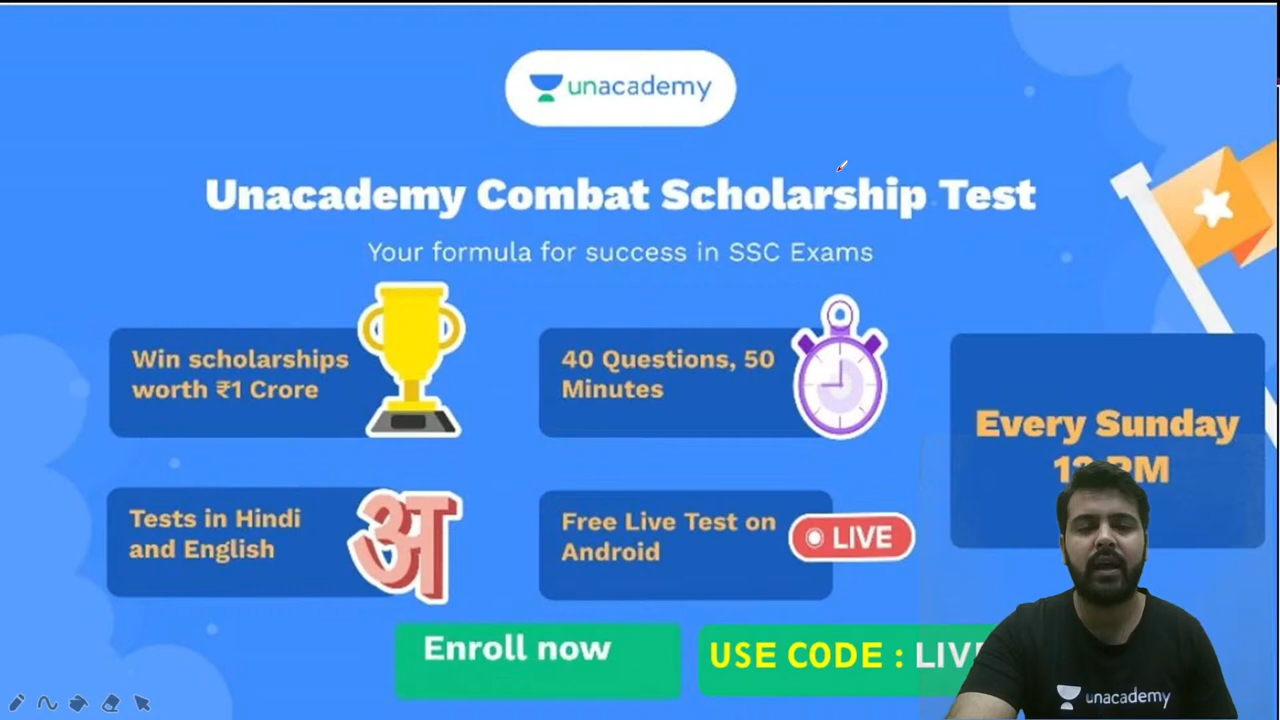 unacademy
Unacademy Combat Scholarship Test
Your formula for success in SSC Exams
Win scholarships
worth ₹1 Crore
40 Questions, 50
Minutes
Every Sunday
PM
Tests in Hindi
and English
अ
Free Live Test on
Android
LIVE
Enroll now
USE CODE :
unacademy